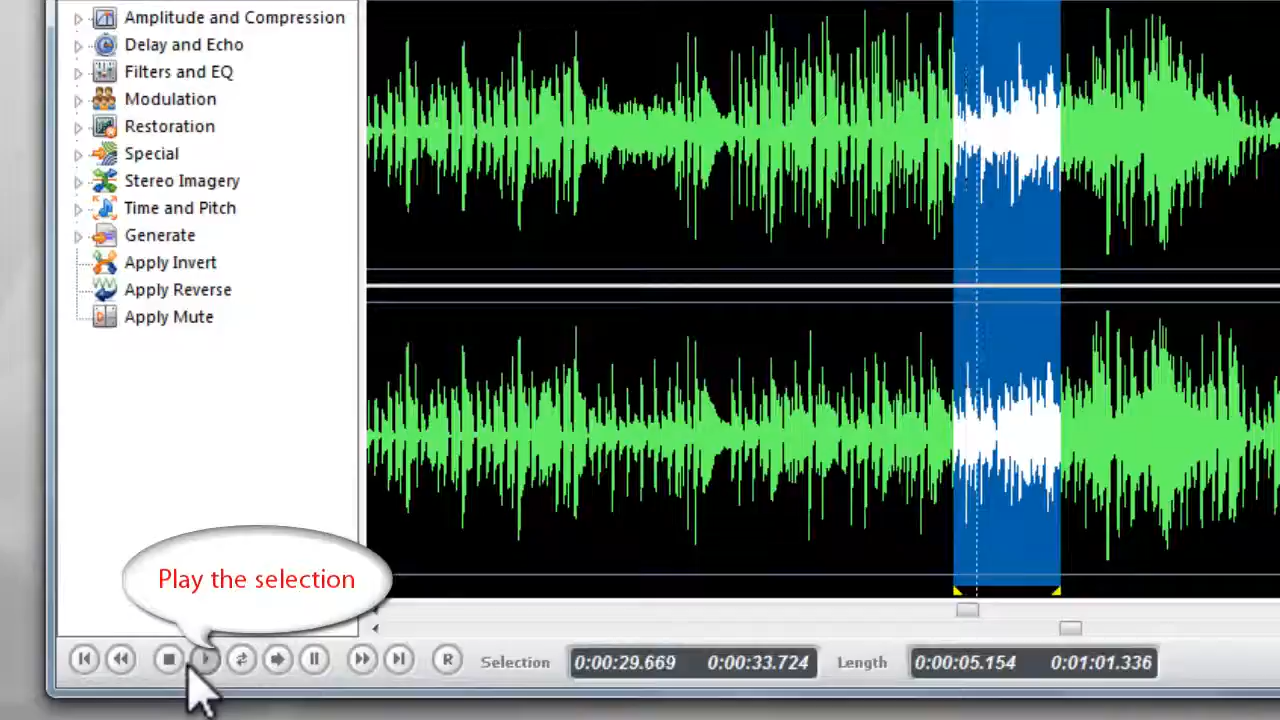 Amplitude and Compression
Delay and Echo
Filters and EQ
Modulation
Restoration
Special
Stereo Imagery
Time and Pitch
Generate
Apply Invert
Apply Reverse
Apply Mute
Play the selection
R Selection 0:00:29.669 0:00:33.724 Length 0:00:05.154 0:01:01.336